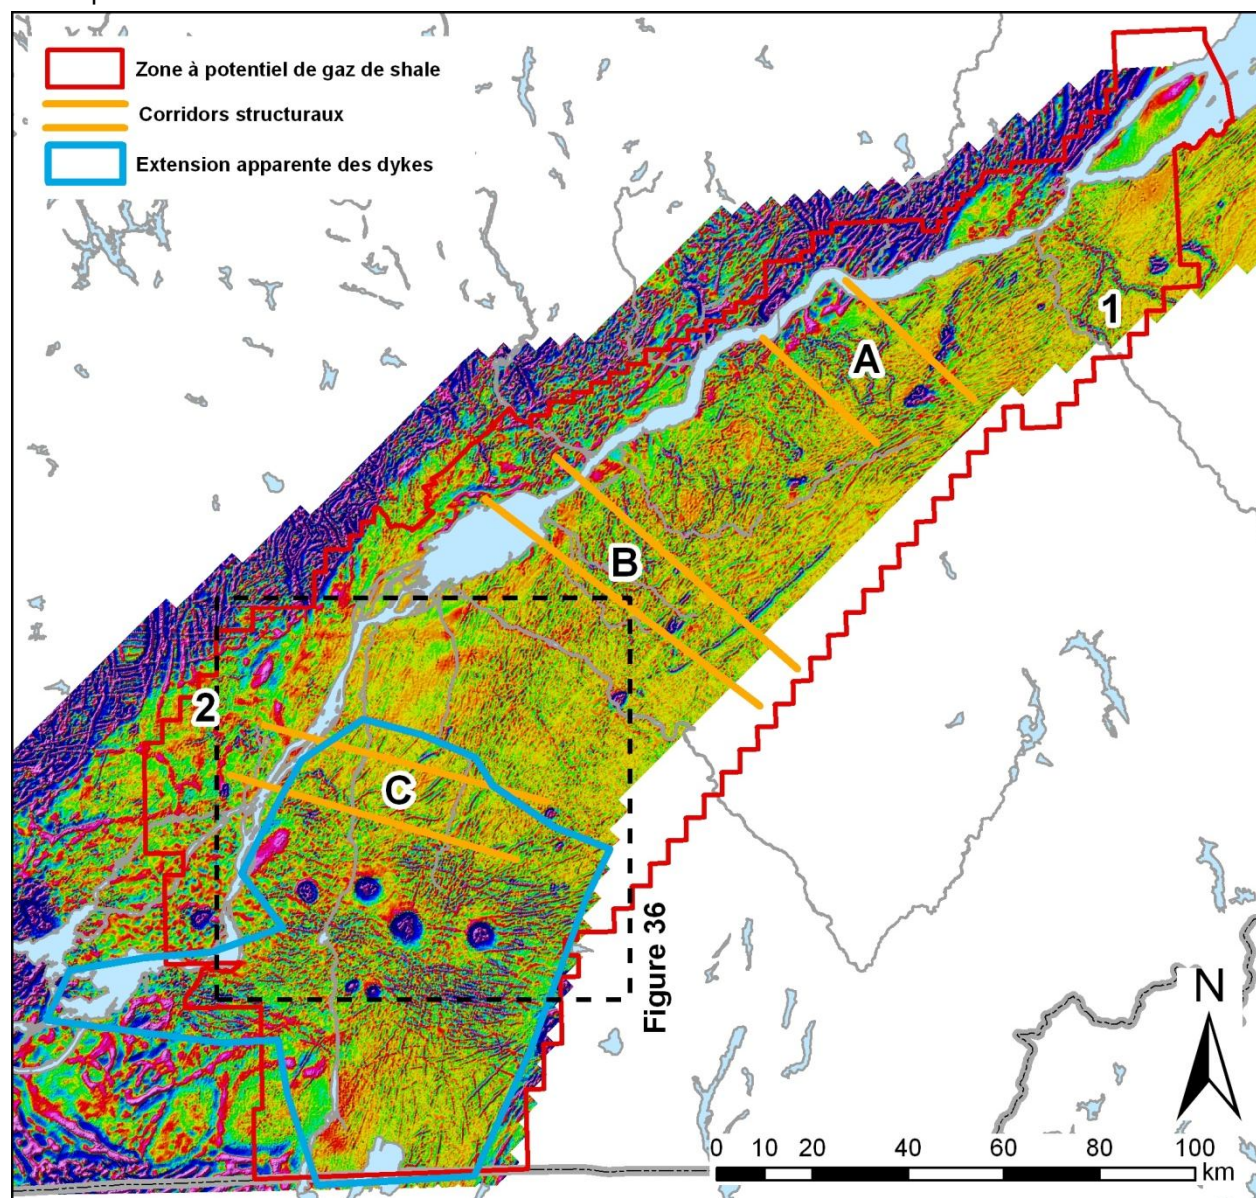 Zone à potentiel de gaz de shale
Corridors structuraux
Extension apparente des dykes
1
A
B
2
C
Figure 36
N
0 10 20 40 60 80 100
km